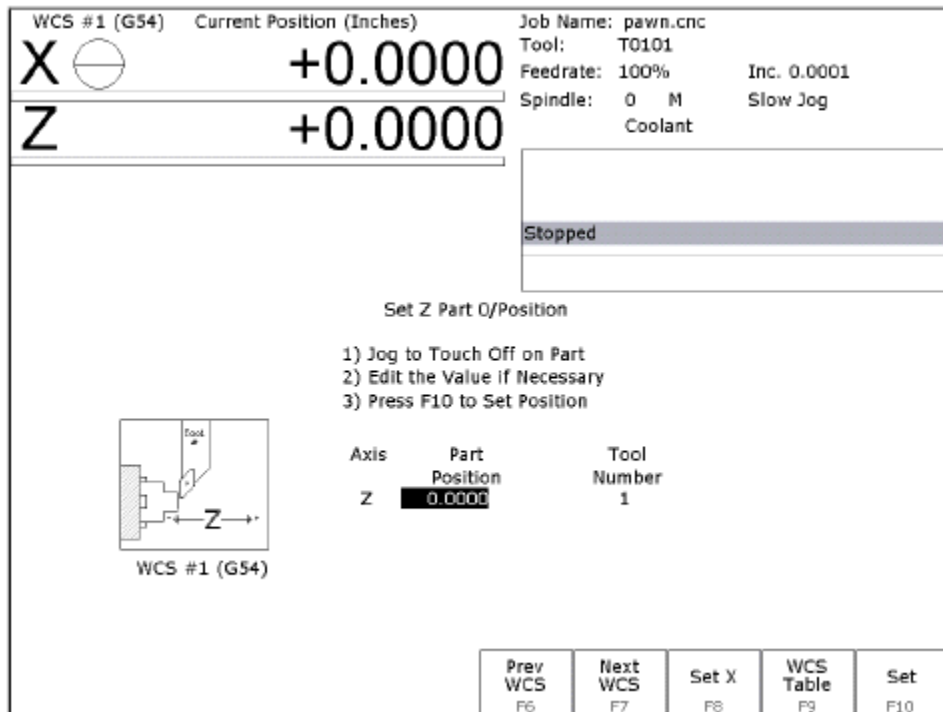 WCS #1 (G54) Current Position (Inches)
X +0.0000
Z +0.0000
Job Name: pawn.cnc
Tool: T0101
Feedrate: 100% Inc. 0.0001
Spindle: 0 M Slow Jog
Coolant
Stopped
Set Z Part 0/Position
1) Jog to Touch Off on Part
2) Edit the Value if Necessary
3) Press F10 to Set Position
Axis Part Tool
Position Number
Z 0.0000 1
Tool
Z
WCS #1 (G54)
Prev WCS F6
Next WCS F7
Set X F8
WCS Table F9
Set F10